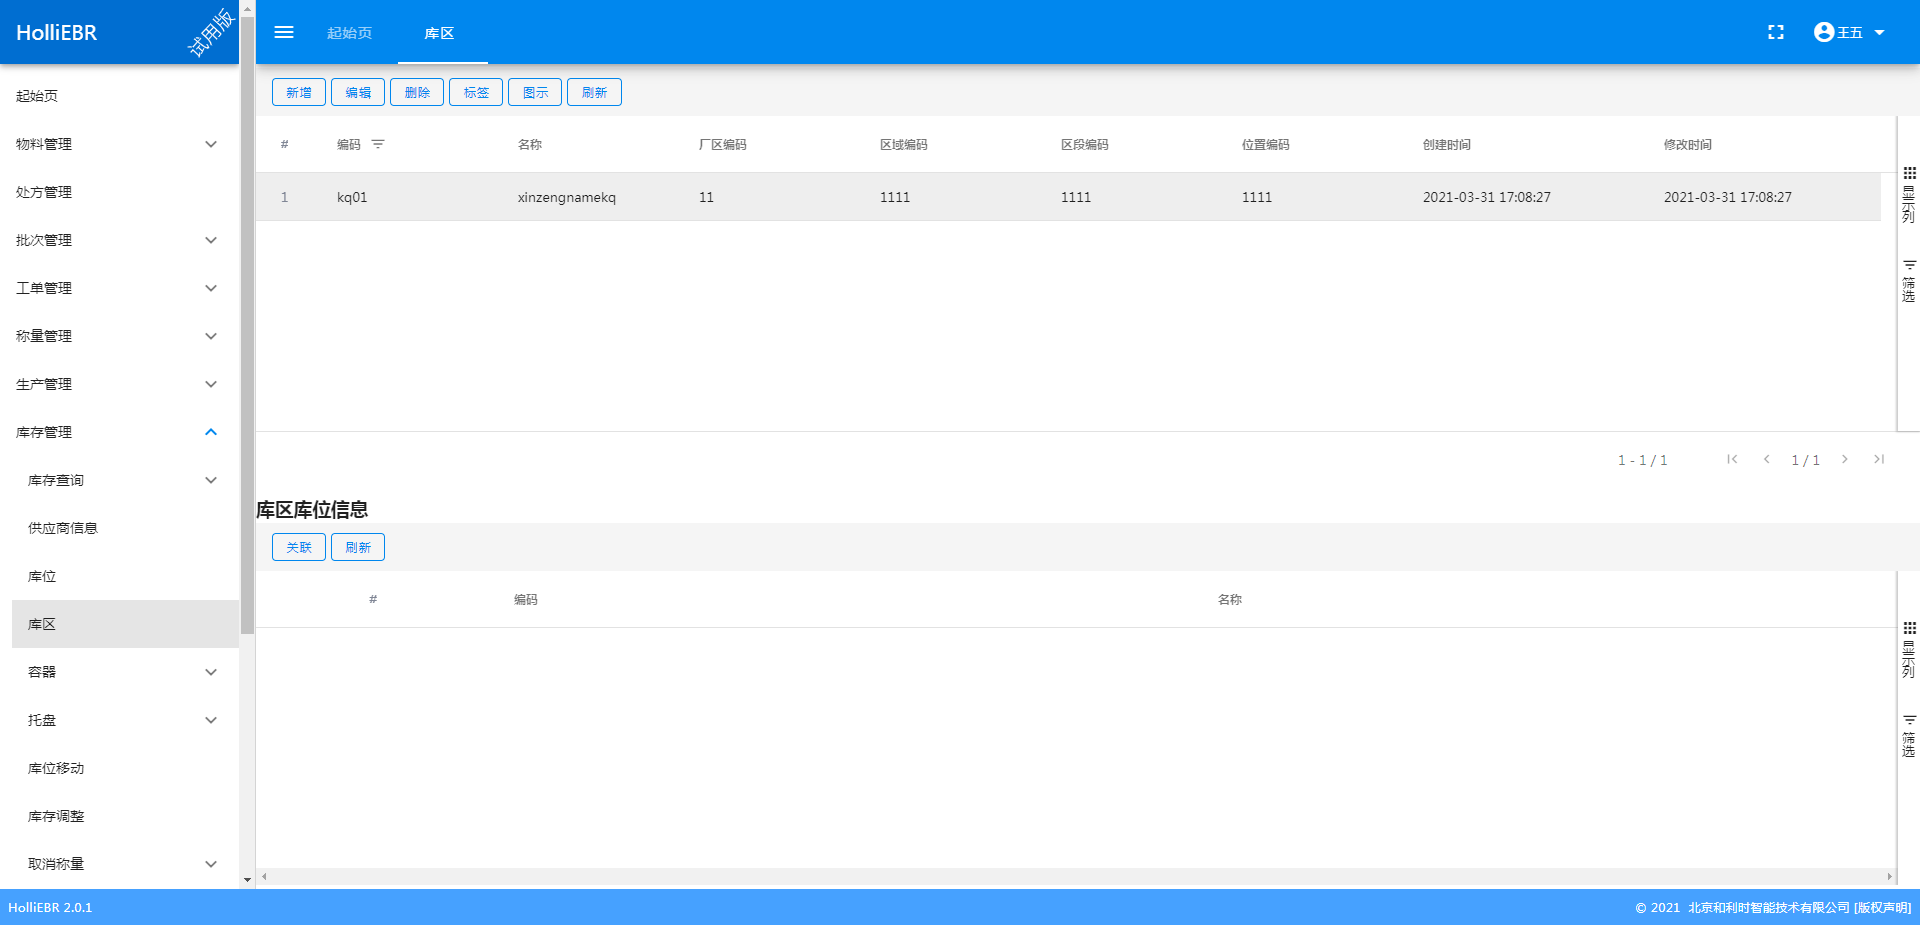 HolliEBR
试用版
起始页
库区
王五
起始页
物料管理
处方管理
批次管理
工单管理
称量管理
生产管理
库存管理
库存查询
供应商信息
库位
库区
容器
托盘
库位移动
库存调整
取消称量
新增 编辑 删除 标签 图示 刷新
# 编码 名称 厂区编码 区域编码 区段编码 位置编码 创建时间 修改时间
1 kq01 xinzengnamekq 11 1111 1111 1111 2021-03-31 17:08:27 2021-03-31 17:08:27
显示列
筛选
1 - 1 / 1 1 / 1
库区库位信息
关联 刷新
# 编码 名称
显示列
筛选
HolliEBR 2.0.1
© 2021 北京和利时智能技术有限公司 [版权声明]